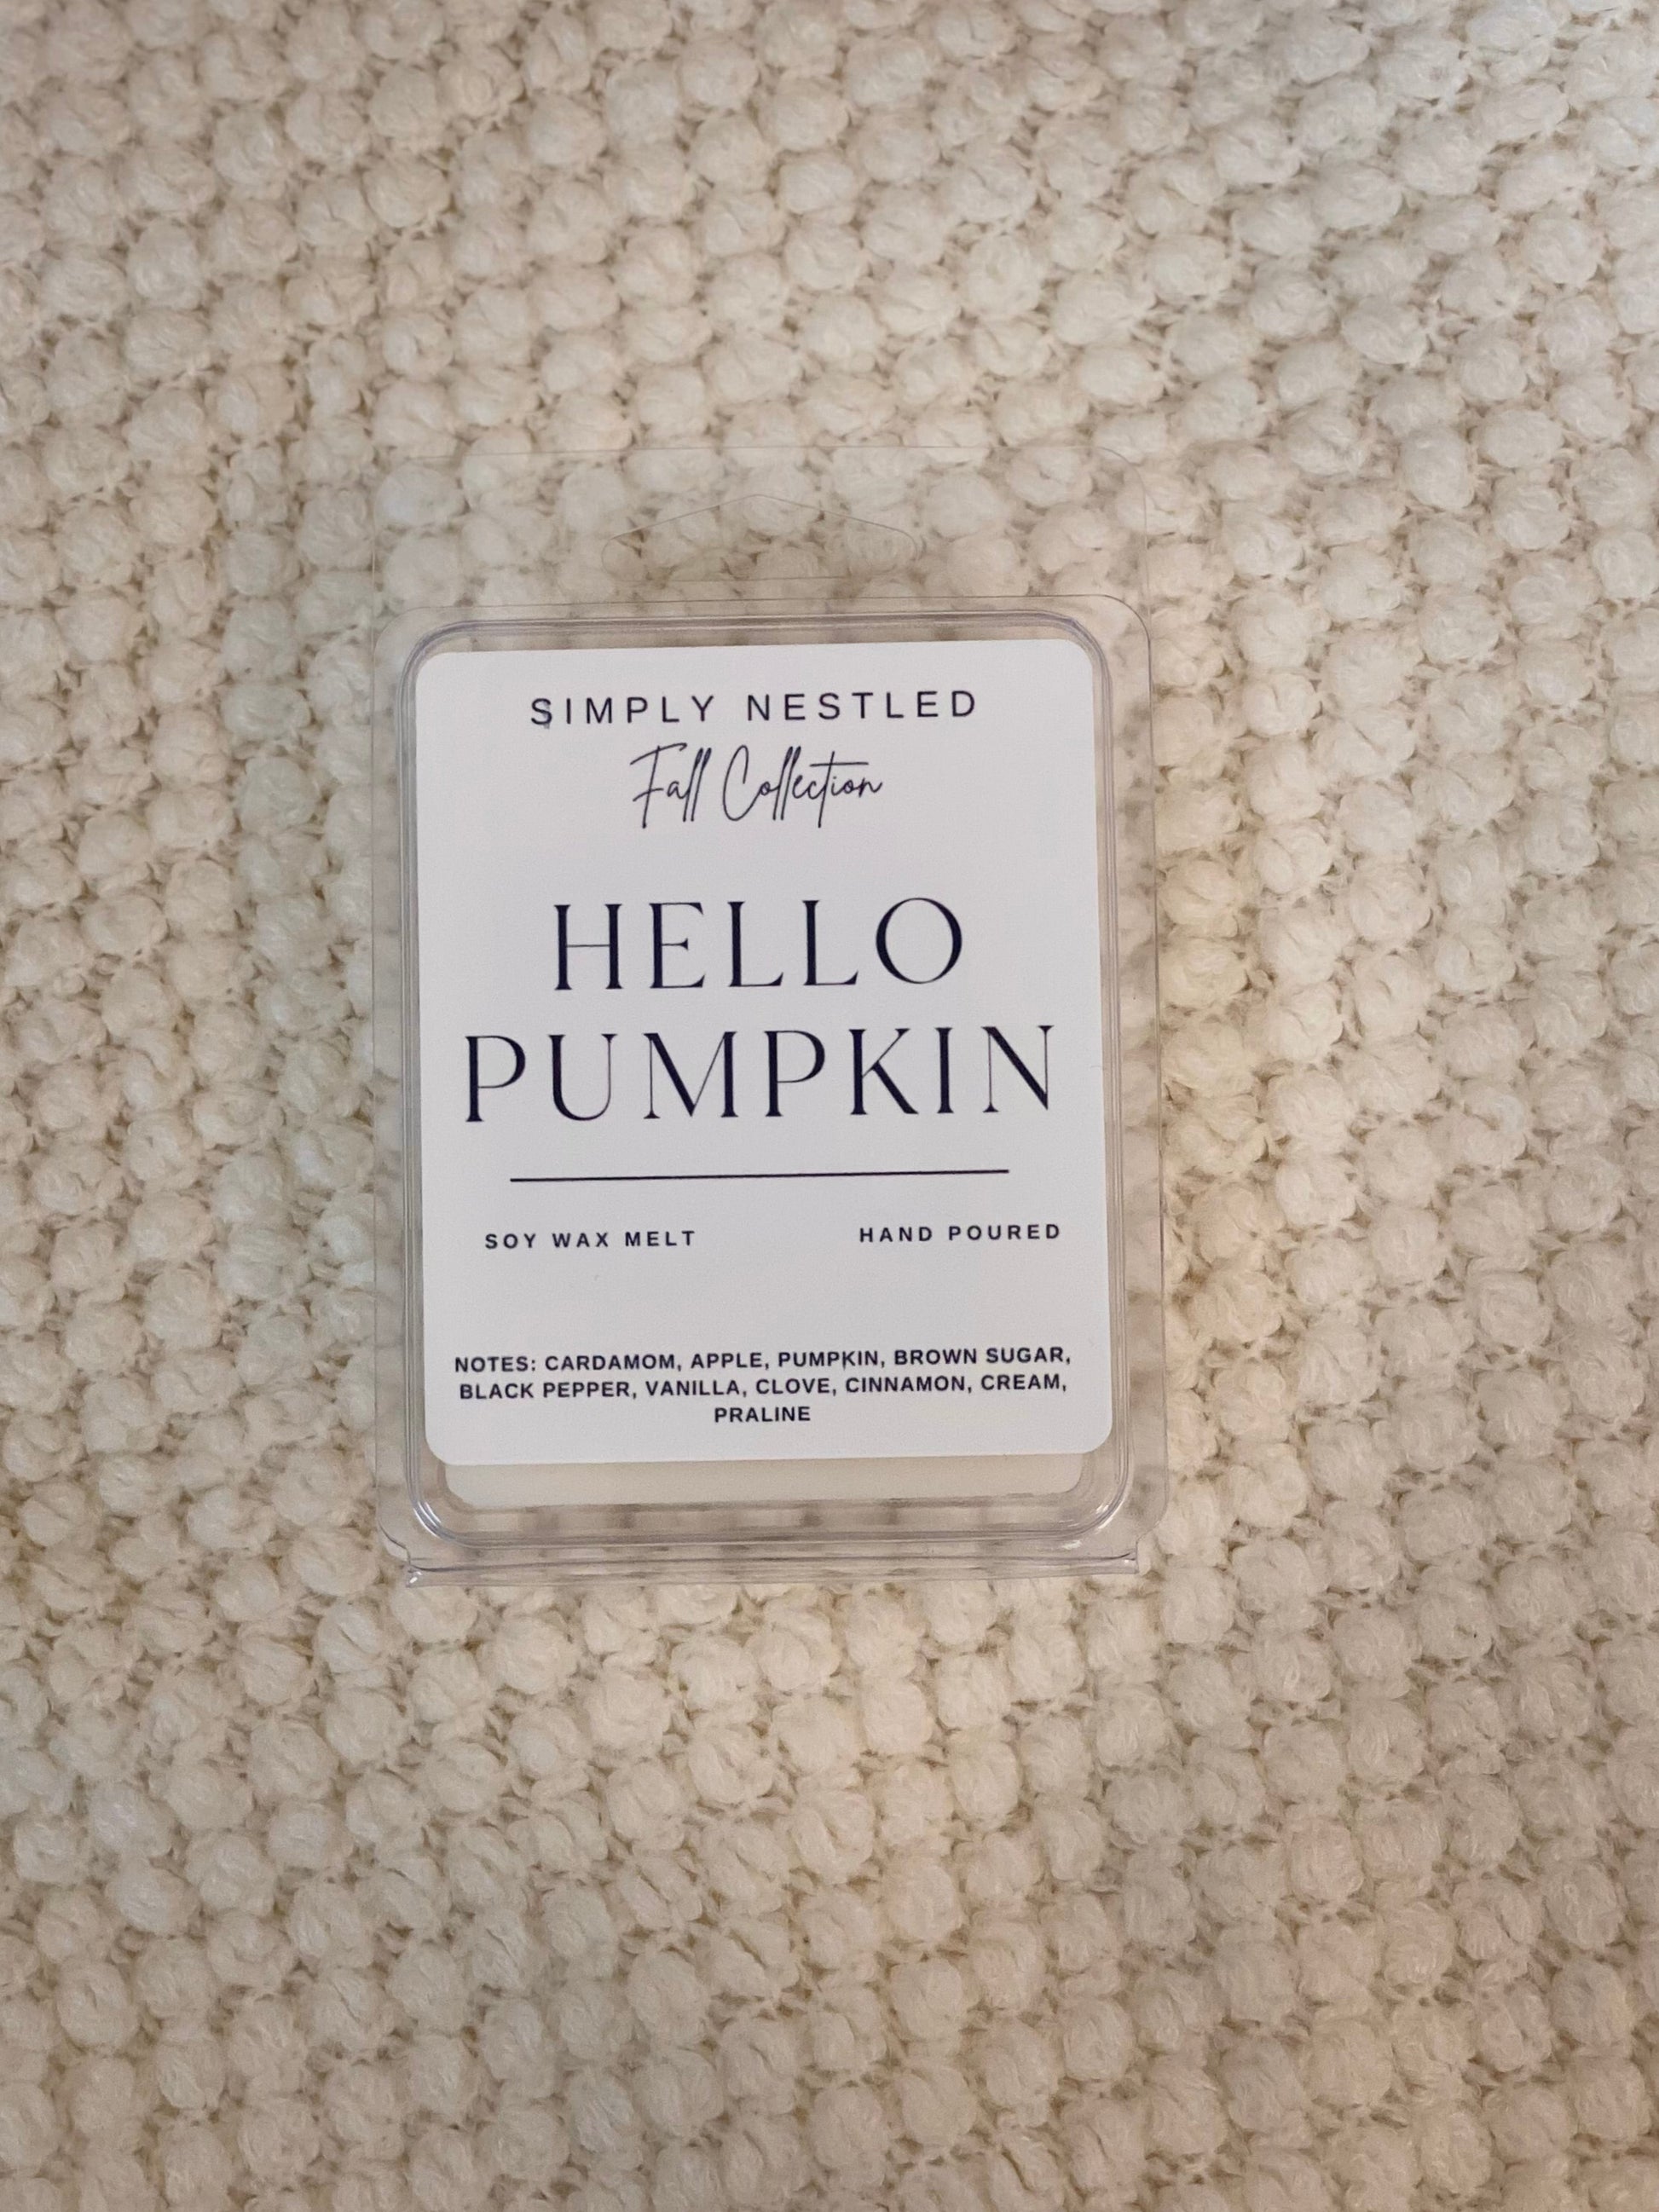 SIMPLY NESTLED
Fall Collection
HELLO
PUMPKIN
SOY WAX MELT
HAND POURED
NOTES: CARDAMOM, APPLE, PUMPKIN, BROWN SUGAR,
BLACK PEPPER, VANILLA, CLOVE, CINNAMON, CREAM,
PRALINE